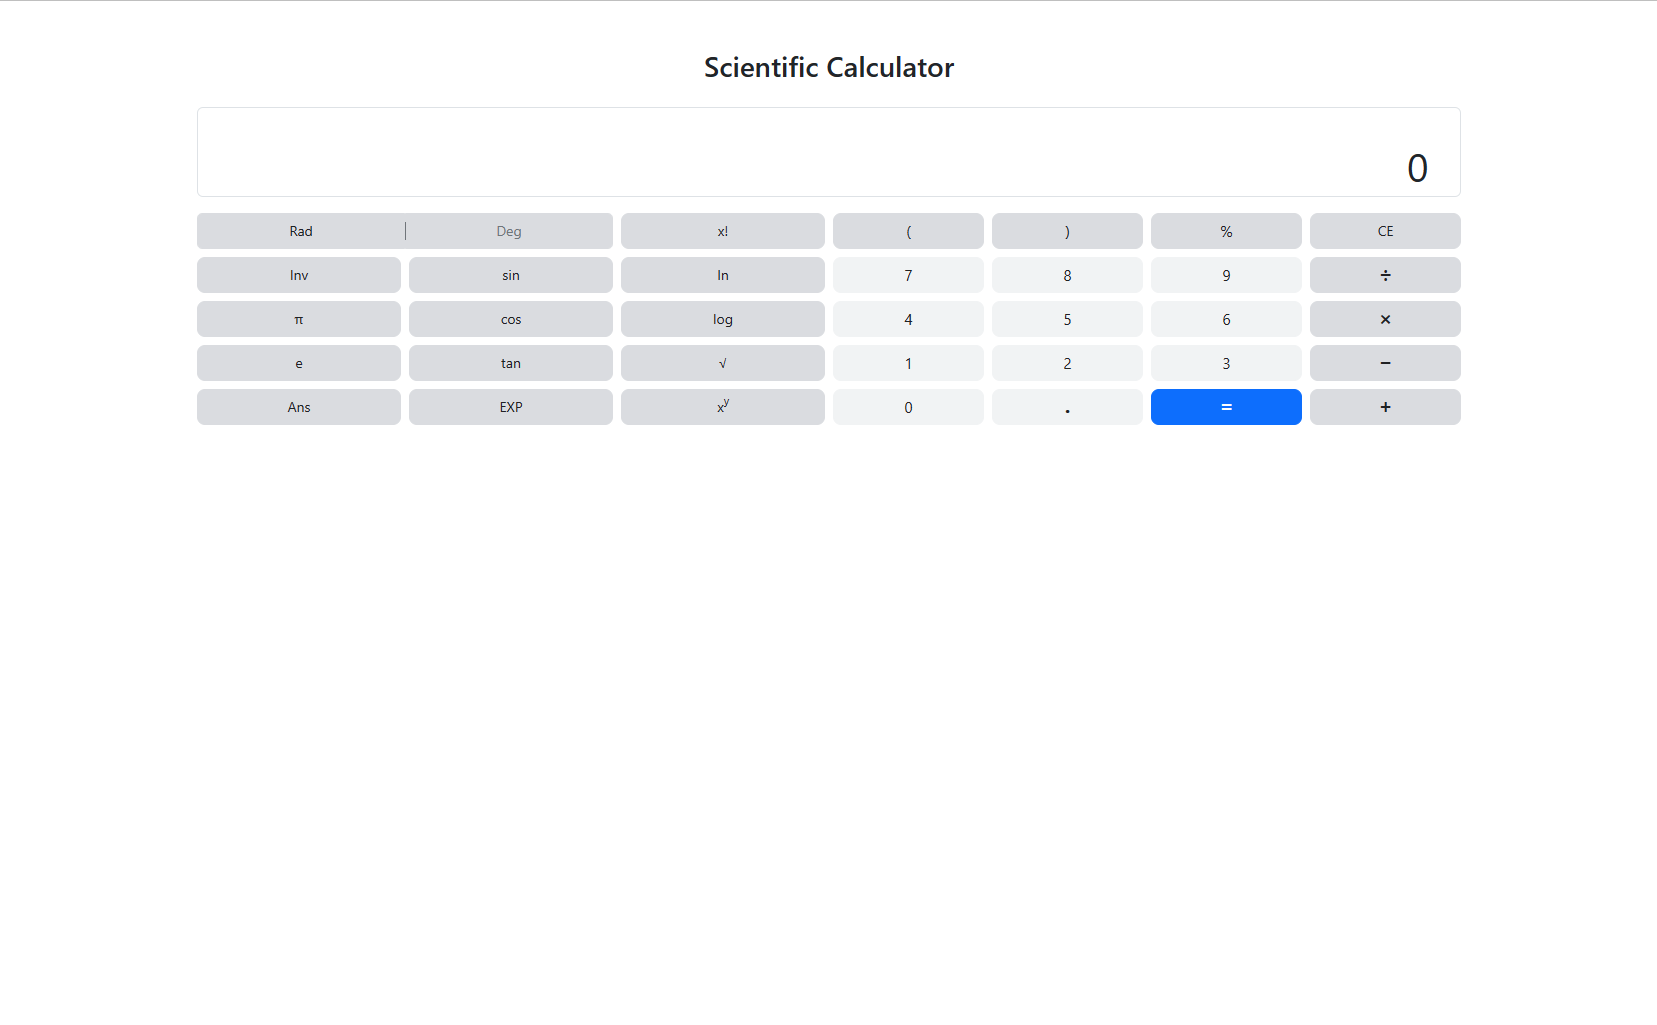 Scientific Calculator
0
Rad Deg x! ( ) % CE
Inv sin ln 7 8 9 ÷
π cos log 4 5 6 ×
e tan √ 1 2 3 −
Ans EXP xʸ 0 . = +